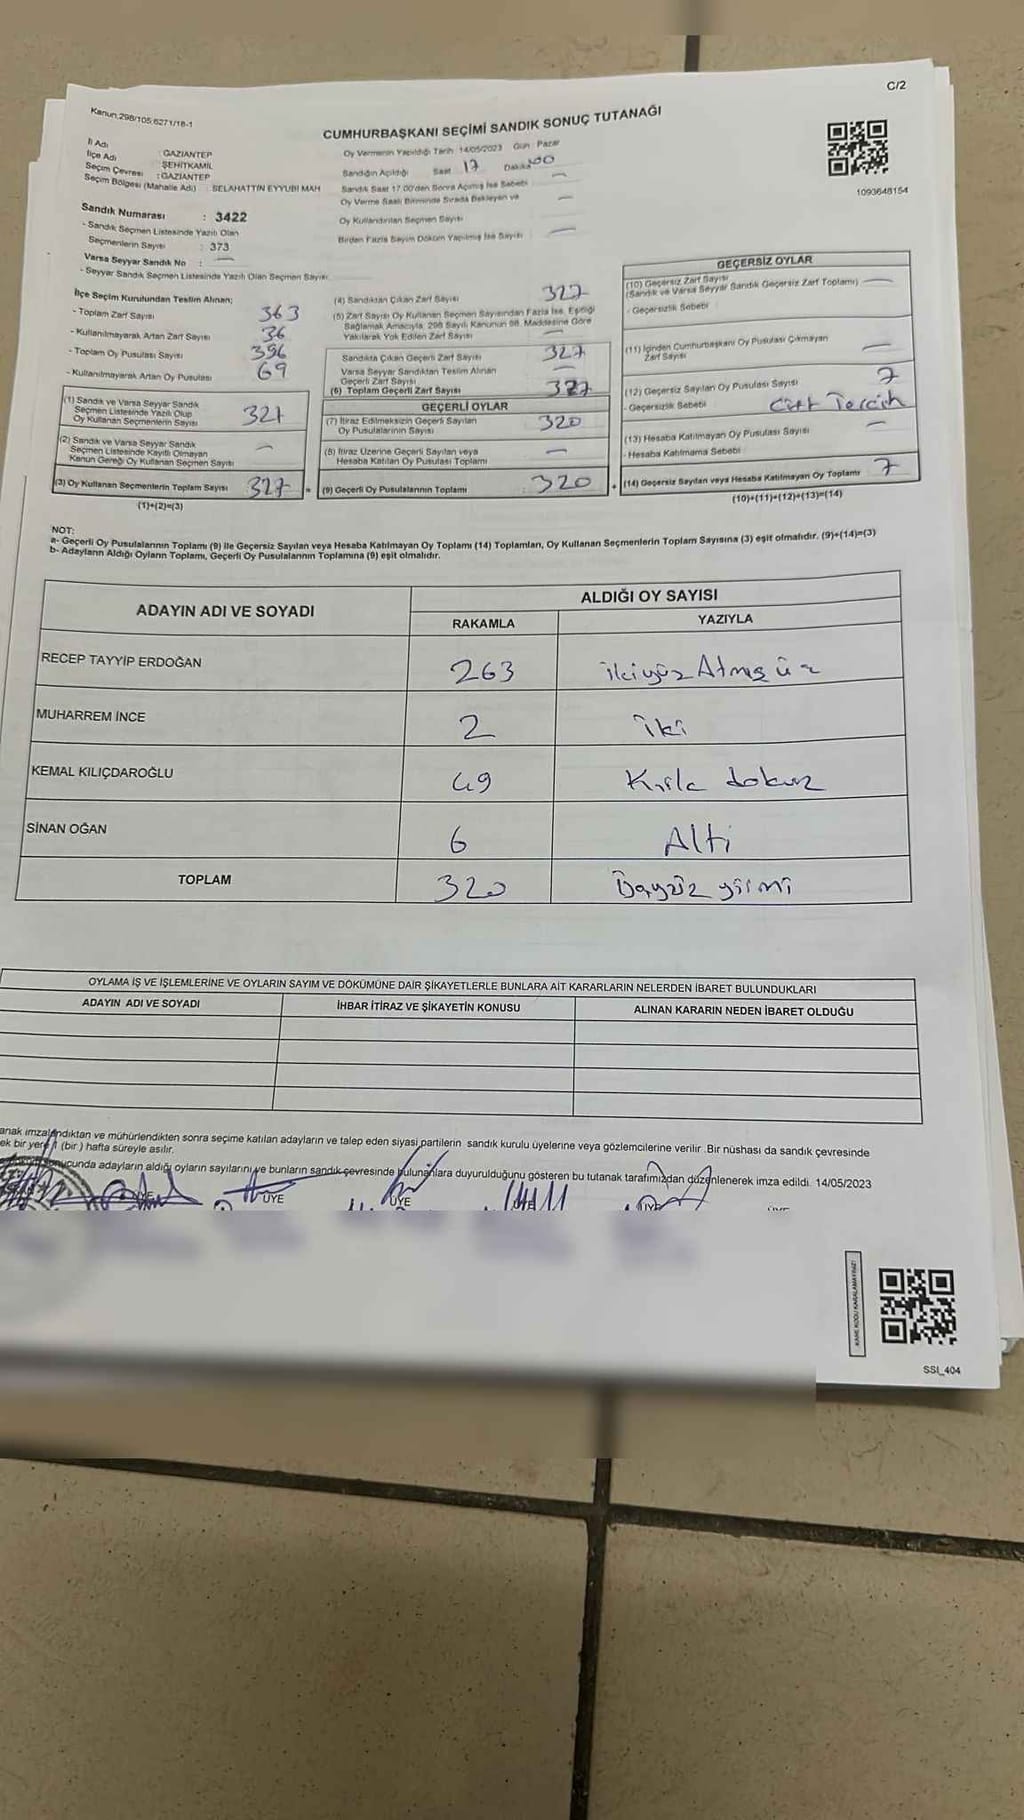 C/2
Kanun:298/105;6271/18-1
CUMHURBAŞKANI SEÇİMİ SANDIK SONUÇ TUTANAĞI
İl Adı : GAZİANTEP
İlçe Adı : ŞEHİTKAMİL
Seçim Çevresi : GAZİANTEP
Seçim Bölgesi (Mahalle Adı) : SELAHATTİN EYYUBİ MAH
Sandık Numarası : 3422
- Sandık Seçmen Listesinde Yazılı Olan
Seçmenlerin Sayısı : 373
Varsa Seyyar Sandık No : —
- Seyyar Sandık Seçmen Listesinde Yazılı Olan Seçmen Sayısı:
Oy Vermenin Yapıldığı Tarih :14/05/2023 Gün : Pazar
Sandığın Açıldığı Saat 17 Dakika 00
Sandık Saat 17.00'den Sonra Açılmış İse Sebebi —
Oy Verme Saati Bitiminde Sırada Bekleyen ve
Oy Kullandırılan Seçmen Sayısı —
Birden Fazla Sayım Döküm Yapılmış İse Sayısı —
1093648154
İlçe Seçim Kurulundan Teslim Alınan;
- Toplam Zarf Sayısı 363
- Kullanılmayarak Artan Zarf Sayısı 36
- Toplam Oy Pusulası Sayısı 396
- Kullanılmayarak Artan Oy Pusulası 69
(1) Sandık ve Varsa Seyyar Sandık
Seçmen Listesinde Yazılı Olup
Oy Kullanan Seçmenlerin Sayısı 327
(2) Sandık ve Varsa Seyyar Sandık
Seçmen Listesinde Kayıtlı Olmayan
Kanun Gereği Oy Kullanan Seçmen Sayısı —
(3) Oy Kullanan Seçmenlerin Toplam Sayısı 327 =
(1)+(2)=(3)
(4) Sandıktan Çıkan Zarf Sayısı 327
(5) Zarf Sayısı Oy Kullanan Seçmen Sayısından Fazla İse, Eşitliği
Sağlamak Amacıyla, 298 Sayılı Kanunun 98. Maddesine Göre
Yakılarak Yok Edilen Zarf Sayısı —
Sandıkta Çıkan Geçerli Zarf Sayısı 327
Varsa Seyyar Sandıktan Teslim Alınan
Geçerli Zarf Sayısı —
(6) Toplam Geçerli Zarf Sayısı 327
GEÇERLİ OYLAR
(7) İtiraz Edilmeksizin Geçerli Sayılan
Oy Pusulalarının Sayısı 320
(8) İtiraz Üzerine Geçerli Sayılan veya
Hesaba Katılan Oy Pusulası Toplamı —
(9) Geçerli Oy Pusulalarının Toplamı 320 +
GEÇERSİZ OYLAR
(10) Geçersiz Zarf Sayısı
(Sandık ve Varsa Seyyar Sandık Geçersiz Zarf Toplamı) —
- Geçersizlik Sebebi
(11) İçinden Cumhurbaşkanı Oy Pusulası Çıkmayan
Zarf Sayısı —
(12) Geçersiz Sayılan Oy Pusulası Sayısı 7
- Geçersizlik Sebebi Çift Tercih
(13) Hesaba Katılmayan Oy Pusulası Sayısı —
- Hesaba Katılmama Sebebi
(14) Geçersiz Sayılan veya Hesaba Katılmayan Oy Toplamı 7
(10)+(11)+(12)+(13)=(14)
NOT:
a- Geçerli Oy Pusulalarının Toplamı (9) ile Geçersiz Sayılan veya Hesaba Katılmayan Oy Toplamı (14) Toplamları, Oy Kullanan Seçmenlerin Toplam Sayısına (3) eşit olmalıdır. (9)+(14)=(3)
b- Adayların Aldığı Oyların Toplamı, Geçerli Oy Pusulalarının Toplamına (9) eşit olmalıdır.
ADAYIN ADI VE SOYADI ALDIĞI OY SAYISI
RAKAMLA YAZIYLA
RECEP TAYYİP ERDOĞAN 263 ikiyüz Atmış üç
MUHARREM İNCE 2 iki
KEMAL KILIÇDAROĞLU 49 Kırk dokuz
SİNAN OĞAN 6 Altı
TOPLAM 320 Üçyüz yirmi
OYLAMA İŞ VE İŞLEMLERİNE VE OYLARIN SAYIM VE DÖKÜMÜNE DAİR ŞİKAYETLERLE BUNLARA AİT KARARLARIN NELERDEN İBARET BULUNDUKLARI
ADAYIN ADI VE SOYADI İHBAR İTİRAZ VE ŞİKAYETİN KONUSU ALINAN KARARIN NEDEN İBARET OLDUĞU
anak imzalandıktan ve mühürlendikten sonra seçime katılan adayların ve talep eden siyasi partilerin sandık kurulu üyelerine veya gözlemcilerine verilir .Bir nüshası da sandık çevresinde
ek bir yere 1 (bir ) hafta süreyle asılır.
sonucunda adayların aldığı oyların sayılarını ve bunların sandık çevresinde bulunanlara duyurulduğunu gösteren bu tutanak tarafımızdan düzenlenerek imza edildi. 14/05/2023
ÜYE ÜYE ÜYE ÜYE ÜYE ÜYE
KARE KODU KARALAMAYINIZ!
SSI_404